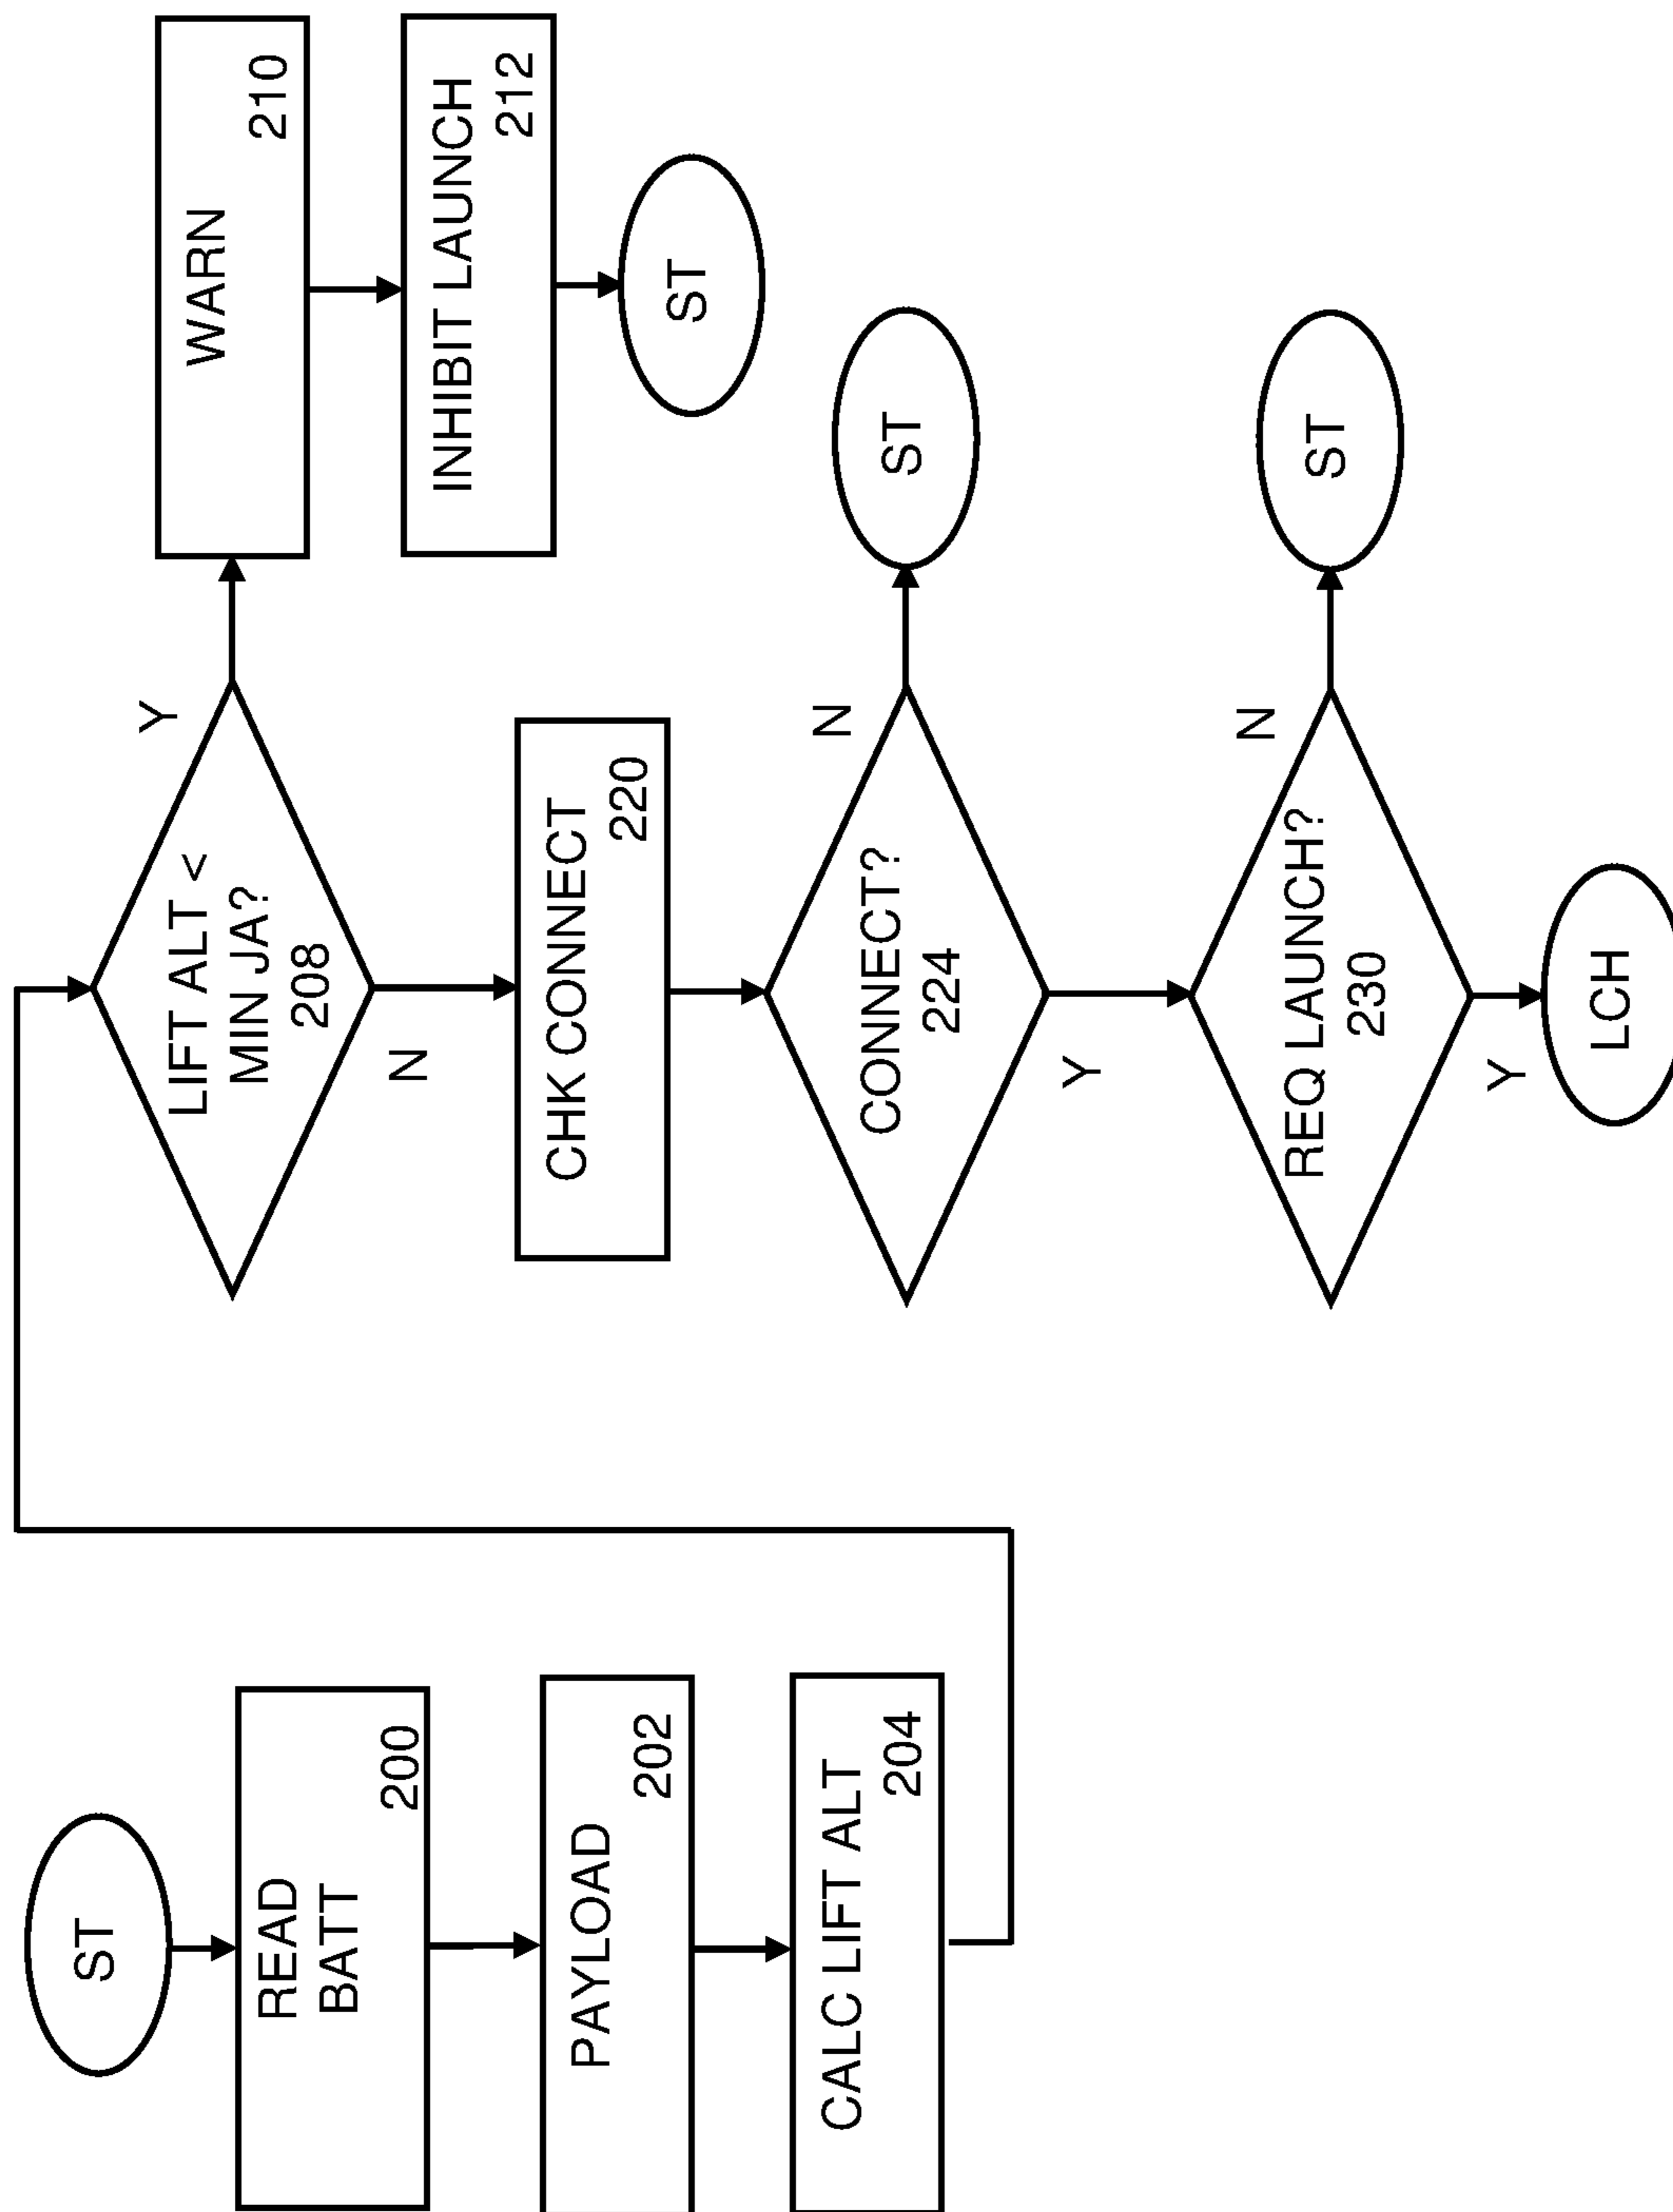 ST
READ
BATT
200
PAYLOAD
202
CALC LIFT ALT
204
LIFT ALT <
MIN JA?
208
Y
N
WARN
210
INHIBIT LAUNCH
212
ST
CHK CONNECT
220
CONNECT?
224
N
ST
Y
REQ LAUNCH?
230
N
ST
Y
LCH